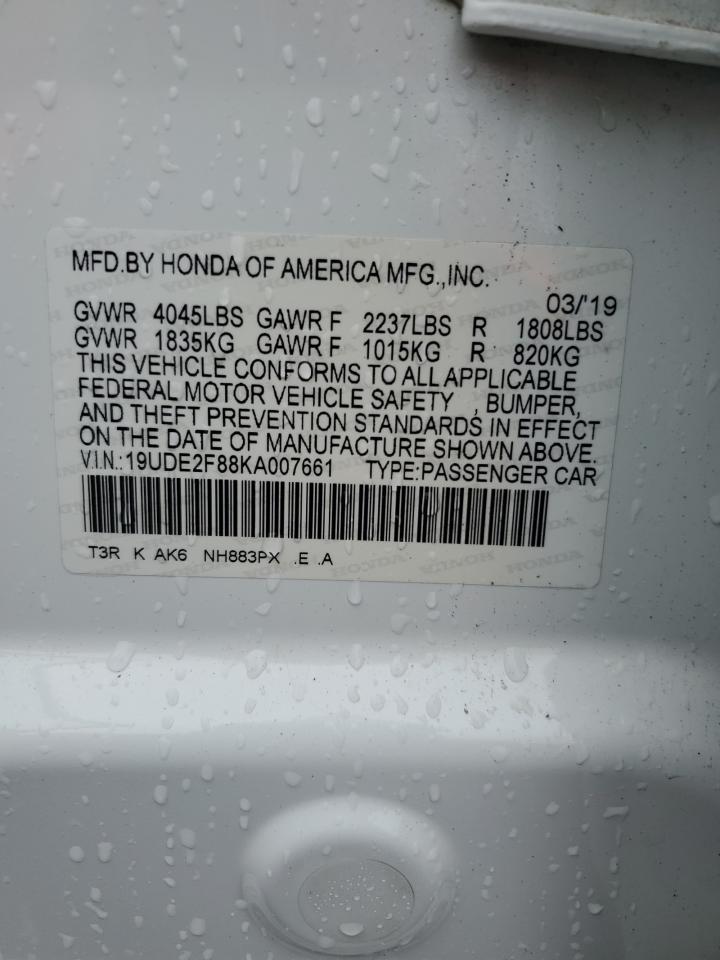 MFD.BY HONDA OF AMERICA MFG.,INC.
03/'19
GVWR 4045LBS GAWR F 2237LBS R 1808LBS
GVWR 1835KG GAWR F 1015KG R 820KG
THIS VEHICLE CONFORMS TO ALL APPLICABLE
FEDERAL MOTOR VEHICLE SAFETY , BUMPER,
AND THEFT PREVENTION STANDARDS IN EFFECT
ON THE DATE OF MANUFACTURE SHOWN ABOVE.
V.I.N.:19UDE2F88KA007661 TYPE:PASSENGER CAR
T3R K AK6 NH883PX .E .A